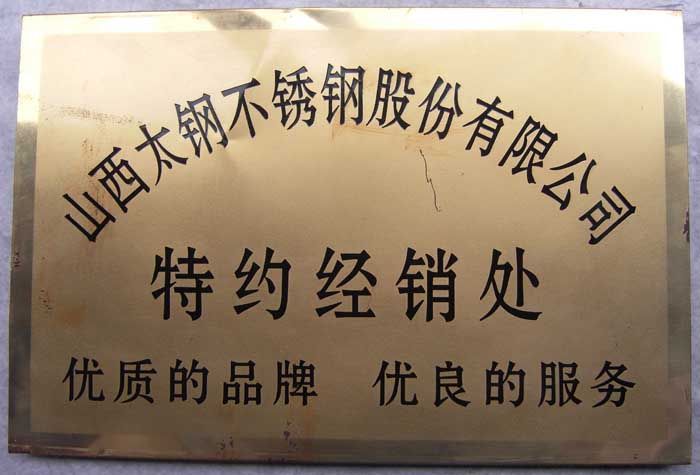 山西太钢不锈钢股份有限公司
特约经销处
优质的品牌 优良的服务